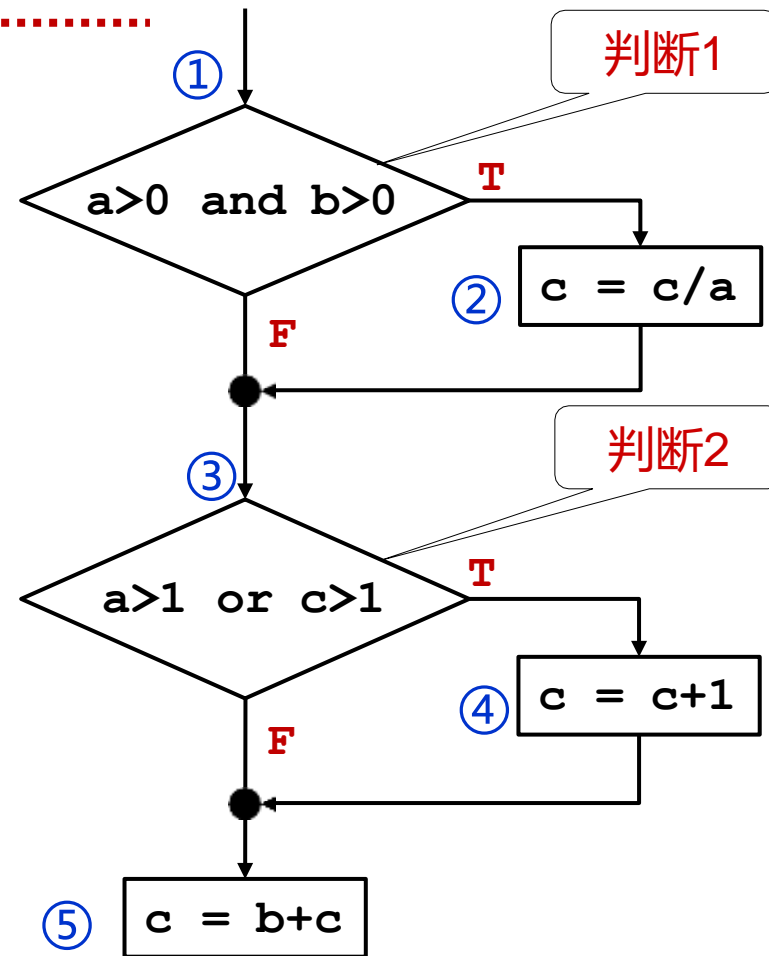 判断1
①
a>0 and b>0
T
c = c/a
②
F
判断2
③
a>1 or c>1
T
c = c+1
④
F
c = b+c
⑤